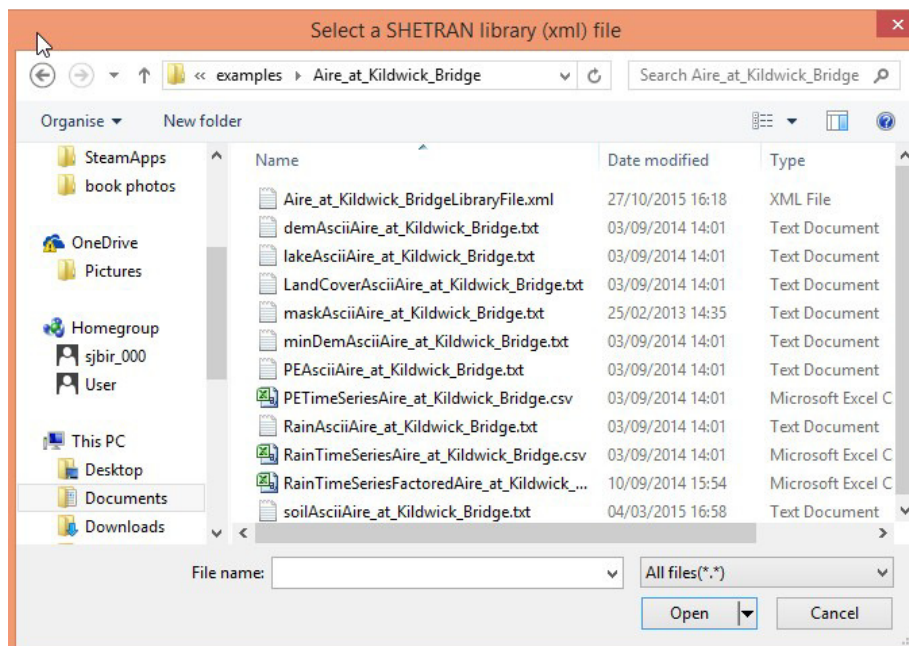 Select a SHETRAN library (xml) file
« examples Aire_at_Kildwick_Bridge Search Aire_at_Kildwick_Bridge
Organise New folder
SteamApps
book photos
OneDrive
Pictures
Homegroup
sjbir_000
User
This PC
Desktop
Documents
Downloads
Name Date modified Type
Aire_at_Kildwick_BridgeLibraryFile.xml 27/10/2015 16:18 XML File
demAsciiAire_at_Kildwick_Bridge.txt 03/09/2014 14:01 Text Document
lakeAsciiAire_at_Kildwick_Bridge.txt 03/09/2014 14:01 Text Document
LandCoverAsciiAire_at_Kildwick_Bridge.txt 03/09/2014 14:01 Text Document
maskAsciiAire_at_Kildwick_Bridge.txt 25/02/2013 14:35 Text Document
minDemAsciiAire_at_Kildwick_Bridge.txt 03/09/2014 14:01 Text Document
PEAsciiAire_at_Kildwick_Bridge.txt 03/09/2014 14:01 Text Document
PETimeSeriesAire_at_Kildwick_Bridge.csv 03/09/2014 14:01 Microsoft Excel C
RainAsciiAire_at_Kildwick_Bridge.txt 03/09/2014 14:01 Text Document
RainTimeSeriesAire_at_Kildwick_Bridge.csv 03/09/2014 14:01 Microsoft Excel C
RainTimeSeriesFactoredAire_at_Kildwick_... 10/09/2014 15:54 Microsoft Excel C
soilAsciiAire_at_Kildwick_Bridge.txt 04/03/2015 16:58 Text Document
File name: All files(*.*)
Open Cancel